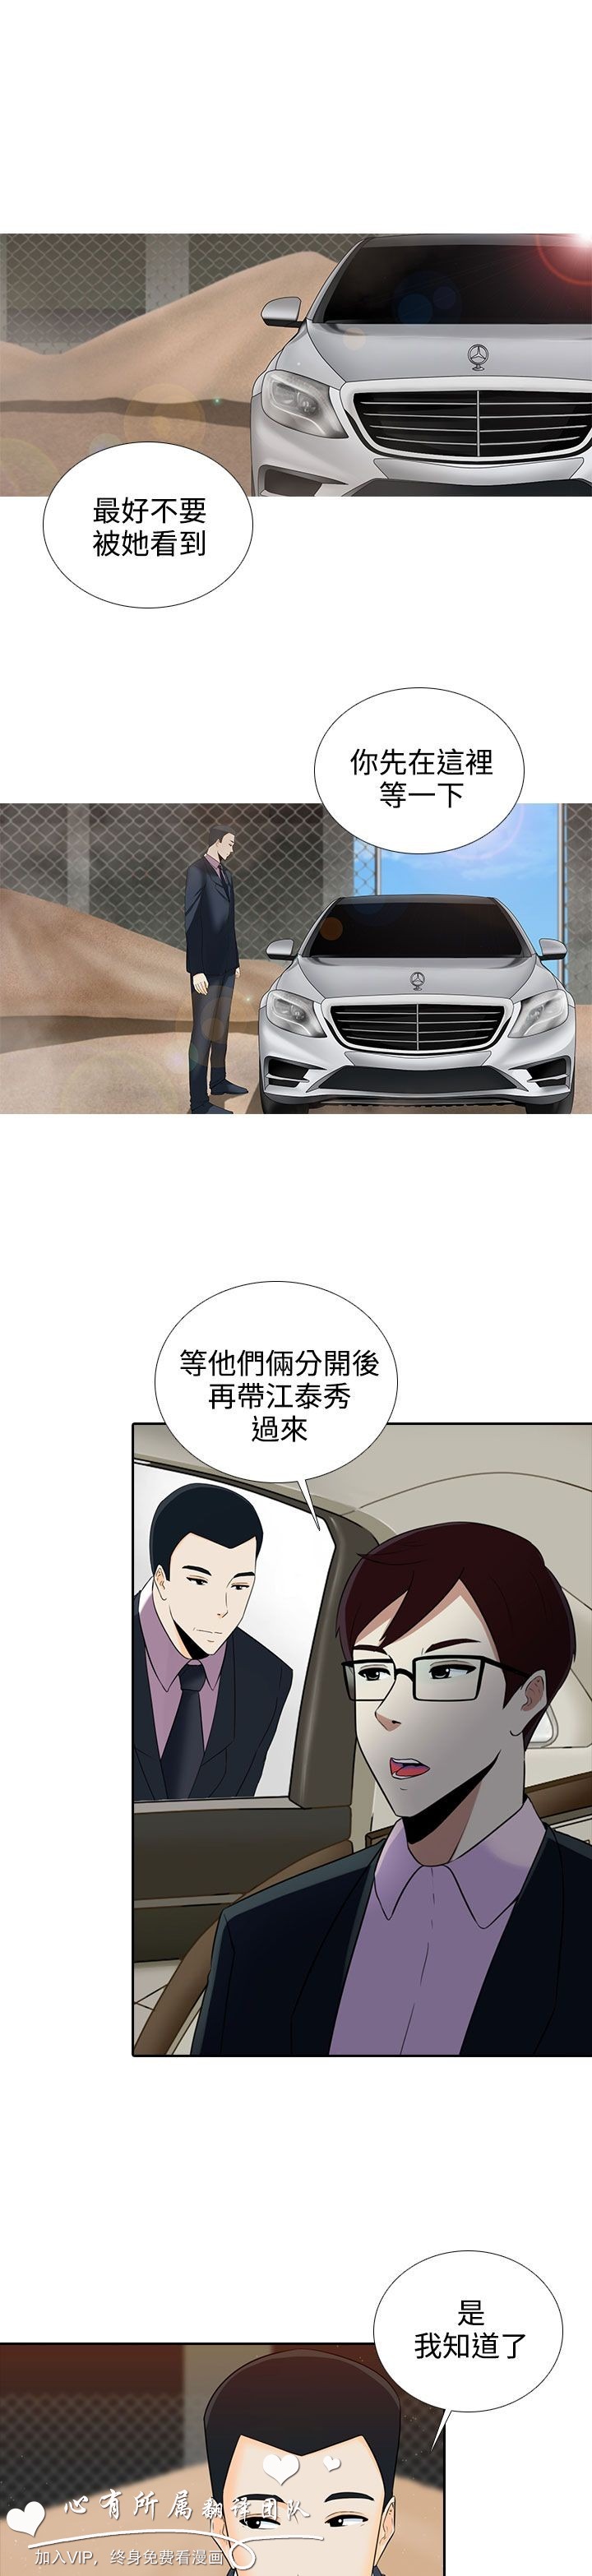 最好不要
被她看到
你先在這裡
等一下
等他們倆分開後
再帶江泰秀
過來
是
我知道了
心有所属翻译团队
加入VIP，终身免费看漫画